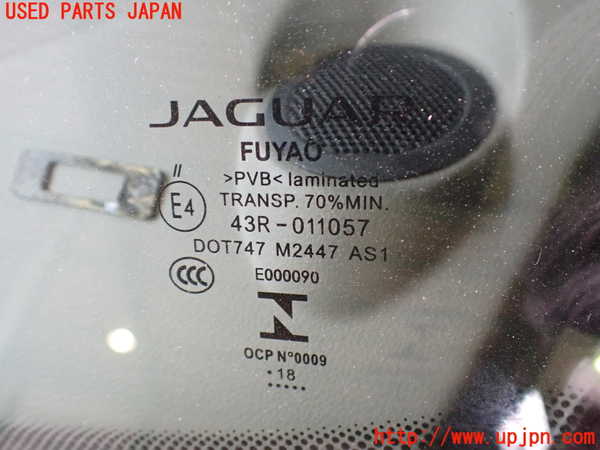 USED PARTS JAPAN
JAGUAR
FUYAO
>PVB< laminated
TRANSP. 70%MIN.
E4
43R-011057
DOT747 M2447 AS1
CCC
E000090
OCP N°0009
·18
http://www.upjpn.com/